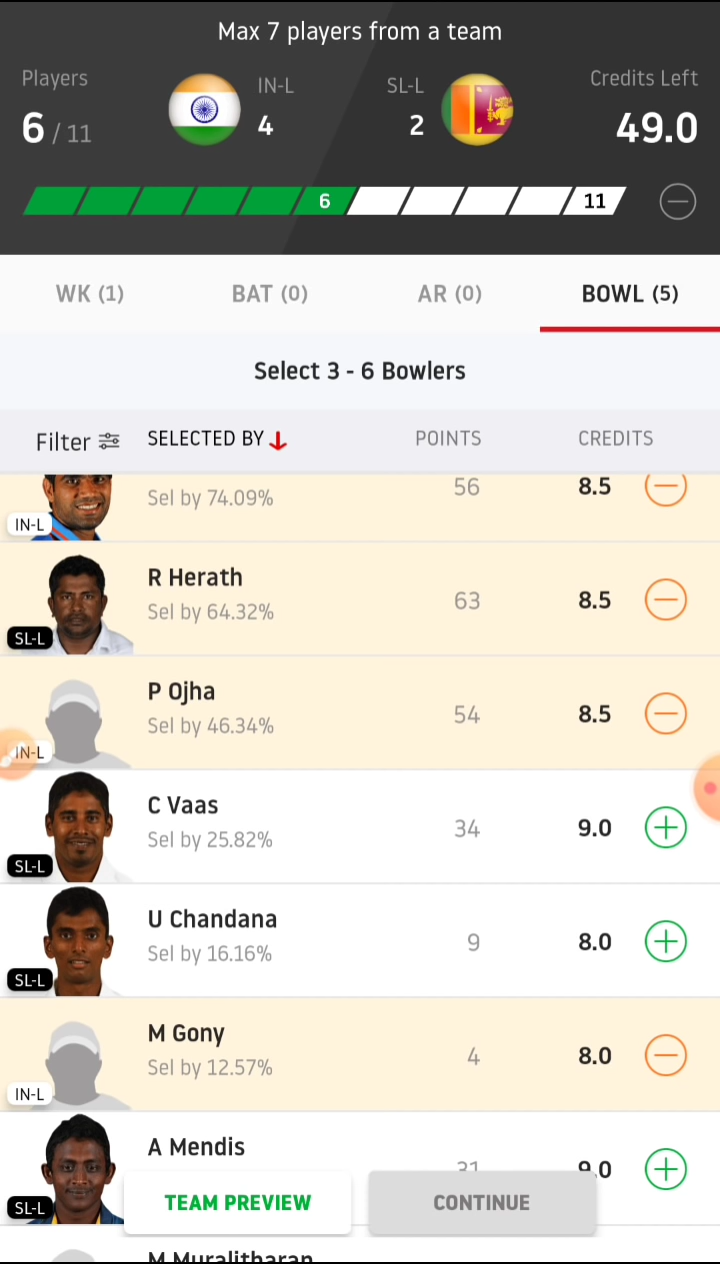 Max 7 players from a team
Players
IN-L
SL-L
Credits Left
6 / 11
4
2
49.0
6
11
WK (1)
BAT (0)
AR (0)
BOWL (5)
Select 3 - 6 Bowlers
Filter
SELECTED BY
POINTS
CREDITS
Sel by 74.09%
56
8.5
IN-L
R Herath
Sel by 64.32%
63
8.5
SL-L
P Ojha
Sel by 46.34%
54
8.5
IN-L
C Vaas
Sel by 25.82%
34
9.0
SL-L
U Chandana
Sel by 16.16%
9
8.0
SL-L
M Gony
Sel by 12.57%
4
8.0
IN-L
A Mendis
31
9.0
SL-L
TEAM PREVIEW
CONTINUE
M Muralitharan